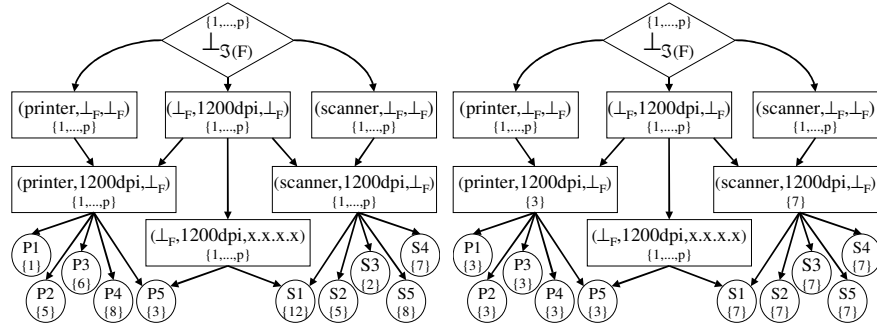 {1,...,p}
⊥ℑ(F)
(printer,⊥F,⊥F)
{1,...,p}
(⊥F,1200dpi,⊥F)
{1,...,p}
(scanner,⊥F,⊥F)
{1,...,p}
(printer,1200dpi,⊥F)
{1,...,p}
(scanner,1200dpi,⊥F)
{1,...,p}
(⊥F,1200dpi,x.x.x.x)
{1,...,p}
P1
{1}
P2
{5}
P3
{6}
P4
{8}
P5
{3}
S1
{12}
S2
{5}
S3
{2}
S4
{7}
S5
{8}
{1,...,p}
⊥ℑ(F)
(printer,⊥F,⊥F)
{1,...,p}
(⊥F,1200dpi,⊥F)
{1,...,p}
(scanner,⊥F,⊥F)
{1,...,p}
(printer,1200dpi,⊥F)
{3}
(scanner,1200dpi,⊥F)
{7}
(⊥F,1200dpi,x.x.x.x)
{1,...,p}
P1
{3}
P2
{3}
P3
{3}
P4
{3}
P5
{3}
S1
{7}
S2
{7}
S3
{7}
S4
{7}
S5
{7}